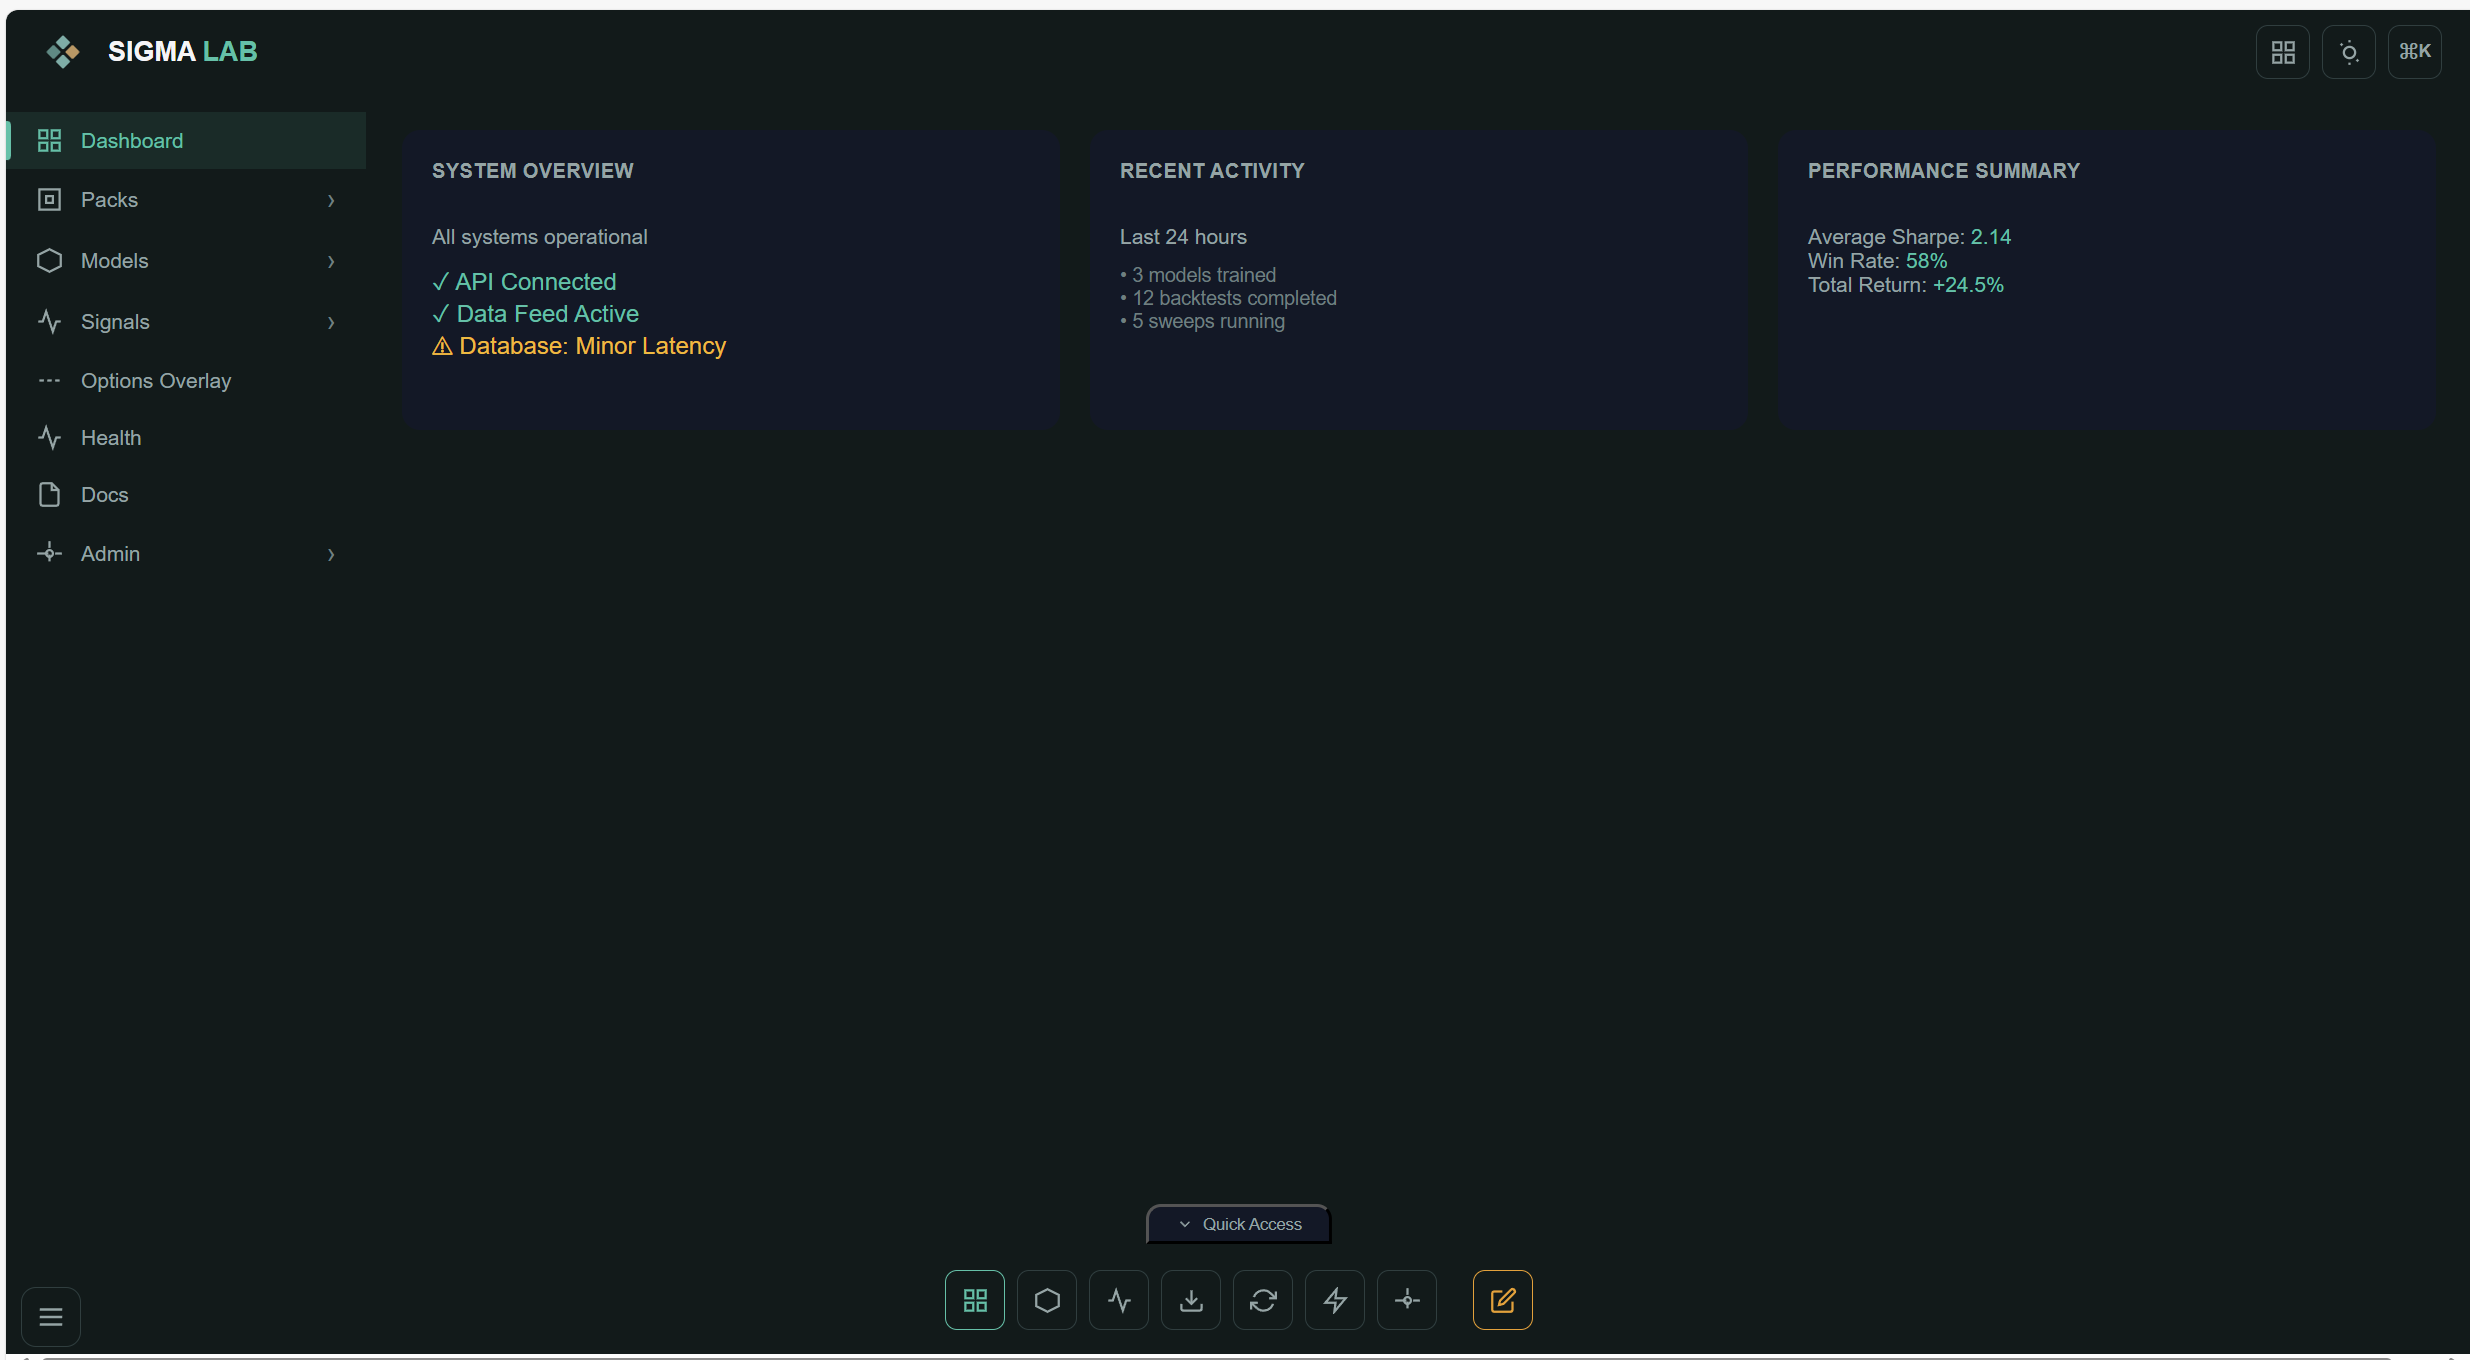 SIGMA LAB
⌘K
Dashboard
Packs
Models
Signals
Options Overlay
Health
Docs
Admin
SYSTEM OVERVIEW
All systems operational
✓ API Connected
✓ Data Feed Active
⚠ Database: Minor Latency
RECENT ACTIVITY
Last 24 hours
• 3 models trained
• 12 backtests completed
• 5 sweeps running
PERFORMANCE SUMMARY
Average Sharpe: 2.14
Win Rate: 58%
Total Return: +24.5%
Quick Access